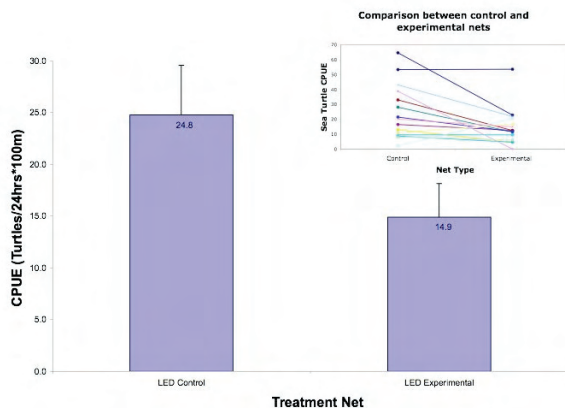 Comparison between control and
experimental nets
Sea Turtle CPUE
70
60
50
40
30
20
10
0
Control
Experimental
Net Type
CPUE (Turtles/24hrs*100m)
30.0
25.0
20.0
15.0
10.0
5.0
0.0
24.8
14.9
LED Control
LED Experimental
Treatment Net